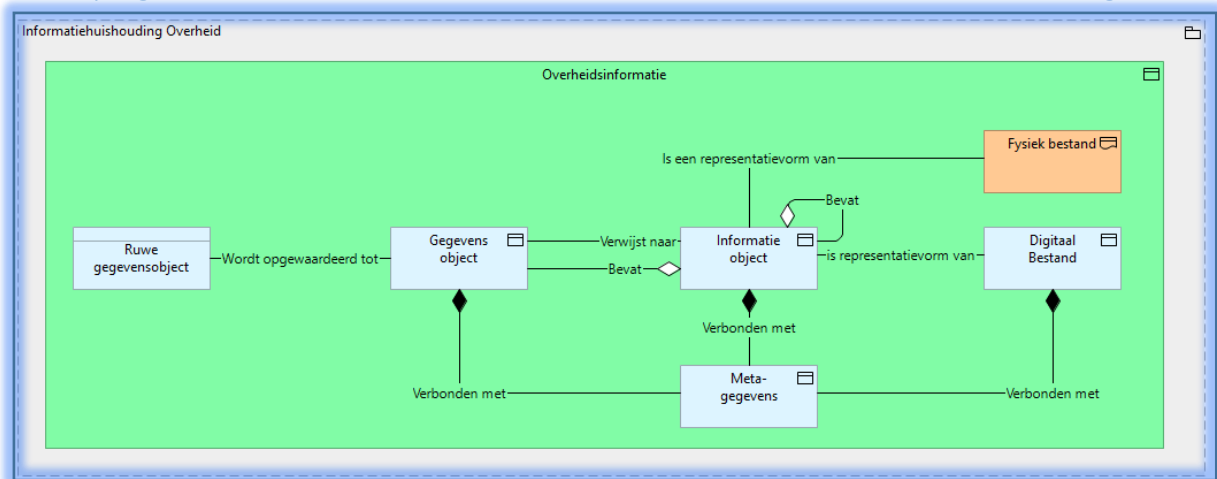 Informatiehuishouding Overheid
Overheidsinformatie
Fysiek bestand
Is een representatievorm van
Bevat
Ruwe
gegevensobject
Wordt opgewaardeerd tot
Gegevens
object
Verwijst naar
Bevat
Informatie
object
is representatievorm van
Digitaal
Bestand
Verbonden met
Verbonden met
Meta-
gegevens
Verbonden met